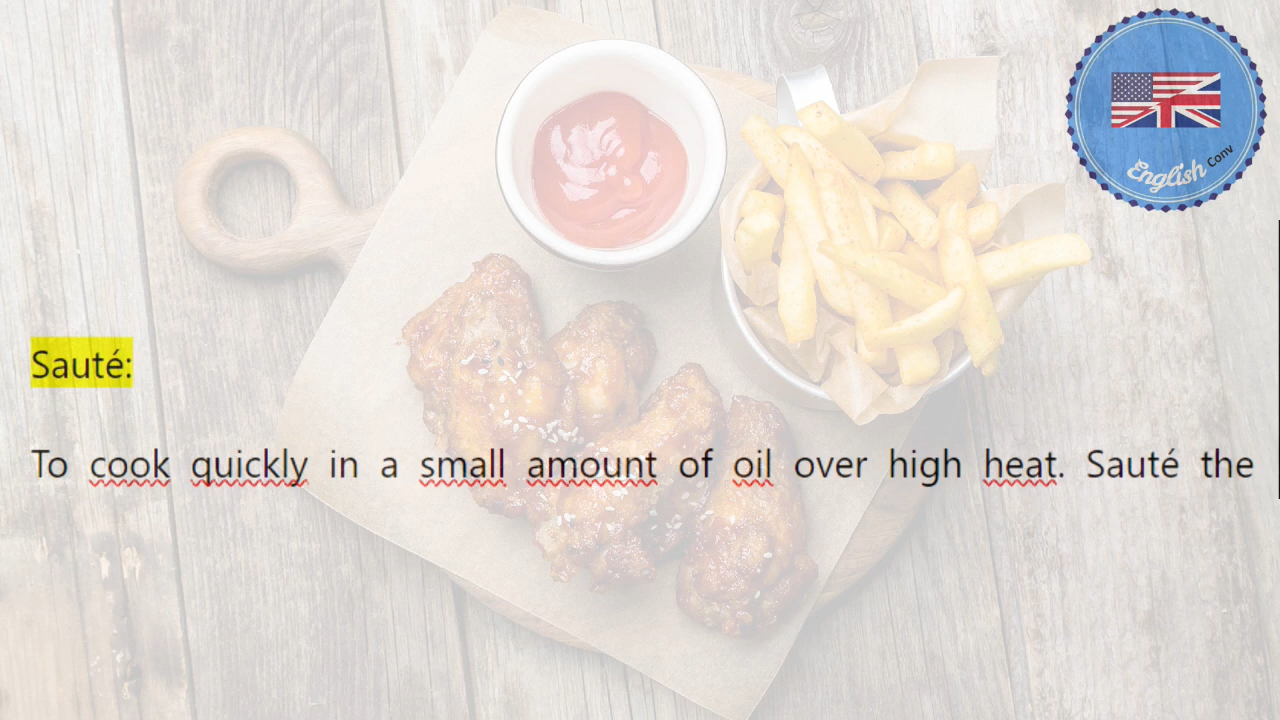 English Conv
Sauté:
To cook quickly in a small amount of oil over high heat. Sauté the